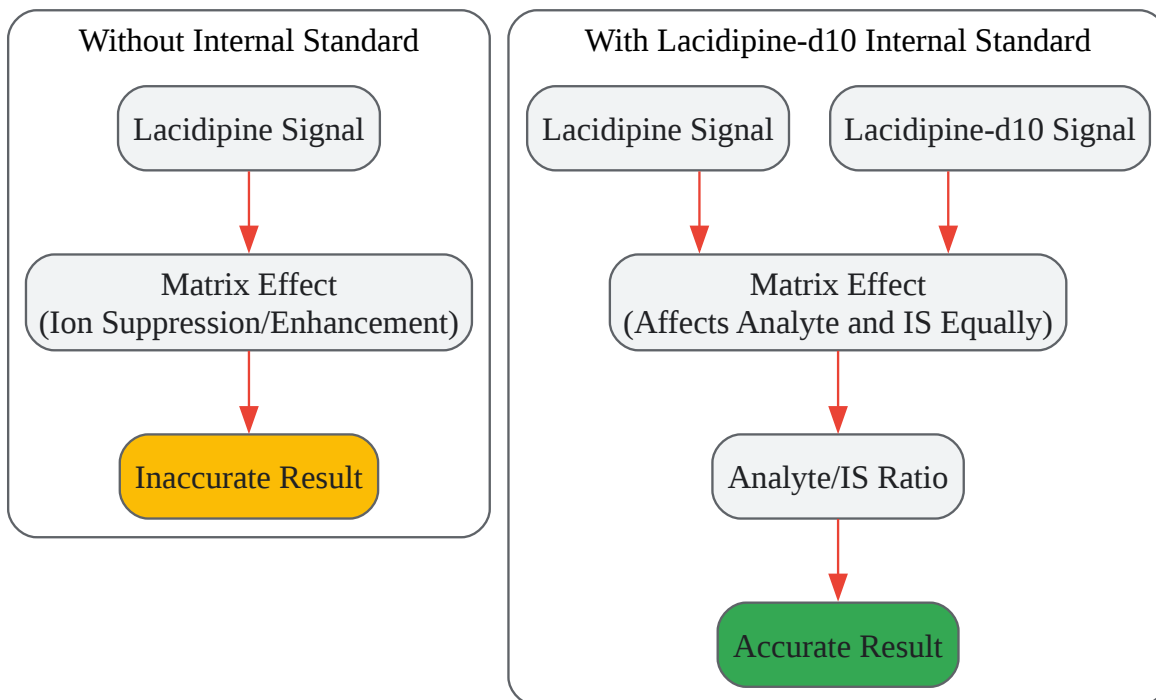 Without Internal Standard
Lacidipine Signal
Matrix Effect
(Ion Suppression/Enhancement)
Inaccurate Result
With Lacidipine-d10 Internal Standard
Lacidipine Signal
Lacidipine-d10 Signal
Matrix Effect
(Affects Analyte and IS Equally)
Analyte/IS Ratio
Accurate Result